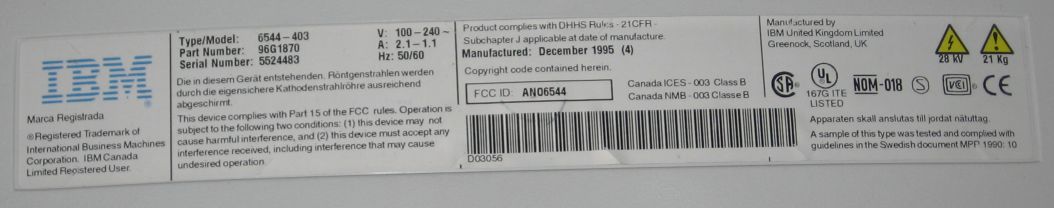 IBM
Marca Registrada
®Registered Trademark of
International Business Machines
Corporation. IBM Canada
Limited Registered User.
Type/Model: 6544-403
Part Number: 96G1870
Serial Number: 5524483
V: 100-240~
A: 2.1-1.1
Hz: 50/60
Die in diesem Gerät entstehenden. Röntgenstrahlen werden
durch die eigensichere Kathodenstrahlröhre ausreichend
abgeschirmt.
This device complies with Part 15 of the FCC rules. Operation is
subject to the following two conditions: (1) this device may not
cause harmful interference, and (2) this device must accept any
interference received, including interference that may cause
undesired operation.
Product complies with DHHS Rules - 21CFR -
Subchapter J applicable at date of manufacture.
Manufactured: December 1995 (4)
Copyright code contained herein.
FCC ID: ANO6544
Canada ICES - 003 Class B
Canada NMB - 003 Classe B
D03056
Manufactured by
IBM United Kingdom Limited
Greenock, Scotland, UK
28 KV
21 Kg
SA
UL
167G ITE
LISTED
NOM-018
S
VCCI
CE
Apparaten skall anslutas till jordat nätuttag.
A sample of this type was tested and complied with
guidelines in the Swedish document MPP 1990: 10